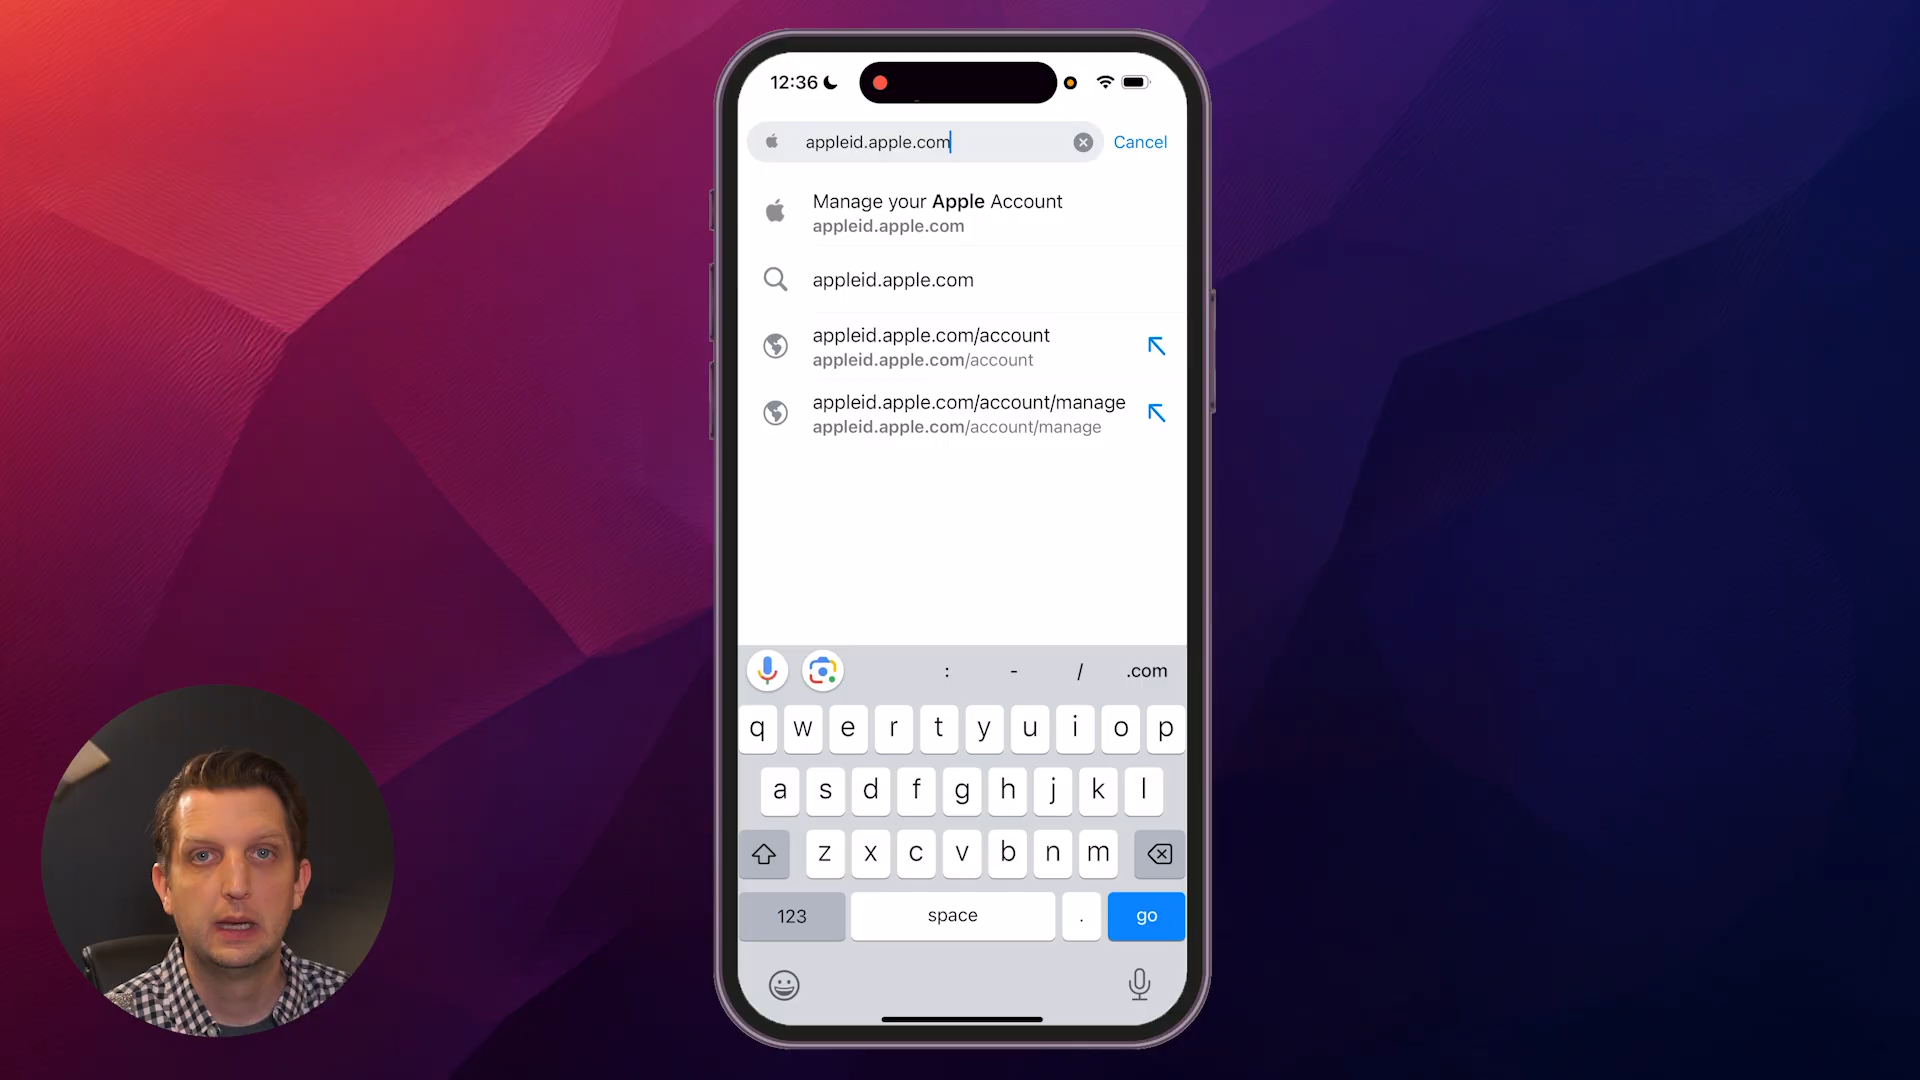 12:36
appleid.apple.com
Cancel
Manage your Apple Account
appleid.apple.com
appleid.apple.com
appleid.apple.com/account
appleid.apple.com/account
appleid.apple.com/account/manage
appleid.apple.com/account/manage
: - / .com
q w e r t y u i o p
a s d f g h j k l
z x c v b n m
123 space . go